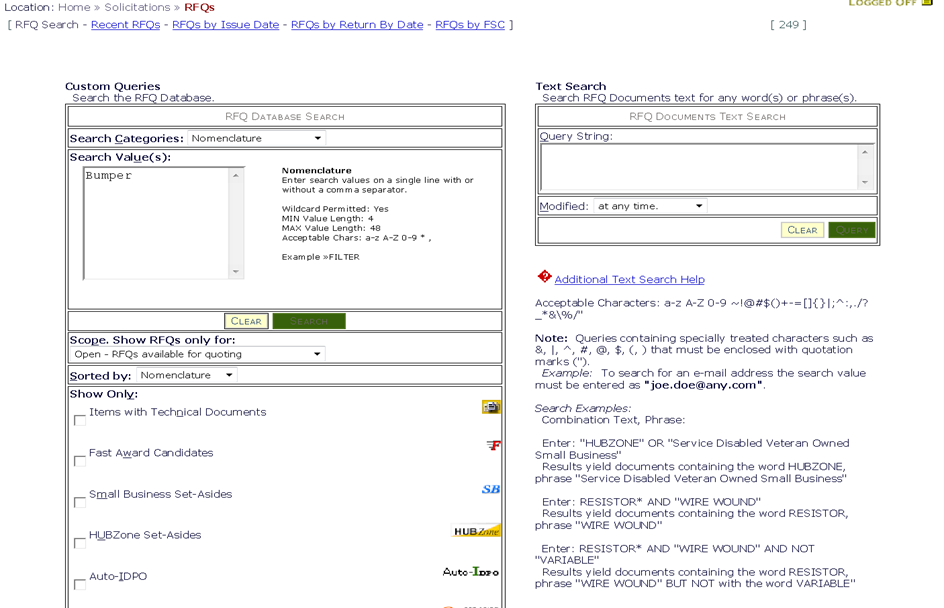 Location: Home » Solicitations » RFQs
LOGGED OFF
[ RFQ Search - Recent RFQs - RFQs by Issue Date - RFQs by Return By Date - RFQs by FSC ]
[ 249 ]
Custom Queries
Search the RFQ Database.
RFQ DATABASE SEARCH
Search Categories: Nomenclature
Search Value(s):
Bumper
Nomenclature
Enter search values on a single line with or
without a comma separator.
Wildcard Permitted: Yes
MIN Value Length: 4
MAX Value Length: 48
Acceptable Chars: a-z A-Z 0-9 * ,
Example »FILTER
CLEAR SEARCH
Scope. Show RFQs only for:
Open - RFQs available for quoting
Sorted by: Nomenclature
Show Only:
Items with Technical Documents
Fast Award Candidates
F
Small Business Set-Asides
SB
HUBZone Set-Asides
HUBZone
Auto-IDPO
Auto-IDPO
Text Search
Search RFQ Documents text for any word(s) or phrase(s).
RFQ DOCUMENTS TEXT SEARCH
Query String:
Modified: at any time.
CLEAR QUERY
? Additional Text Search Help
Acceptable Characters: a-z A-Z 0-9 ~!@#$()+-=[]{}|;^:,./?
_*&\%/"
Note: Queries containing specially treated characters such as
&, |, ^, #, @, $, (, ) that must be enclosed with quotation
marks (").
Example: To search for an e-mail address the search value
must be entered as "joe.doe@any.com".
Search Examples:
Combination Text, Phrase:
Enter: "HUBZONE" OR "Service Disabled Veteran Owned
Small Business"
Results yield documents containing the word HUBZONE,
phrase "Service Disabled Veteran Owned Small Business"
Enter: RESISTOR* AND "WIRE WOUND"
Results yield documents containing the word RESISTOR,
phrase "WIRE WOUND"
Enter: RESISTOR* AND "WIRE WOUND" AND NOT
"VARIABLE"
Results yield documents containing the word RESISTOR,
phrase "WIRE WOUND" BUT NOT with the word VARIABLE"